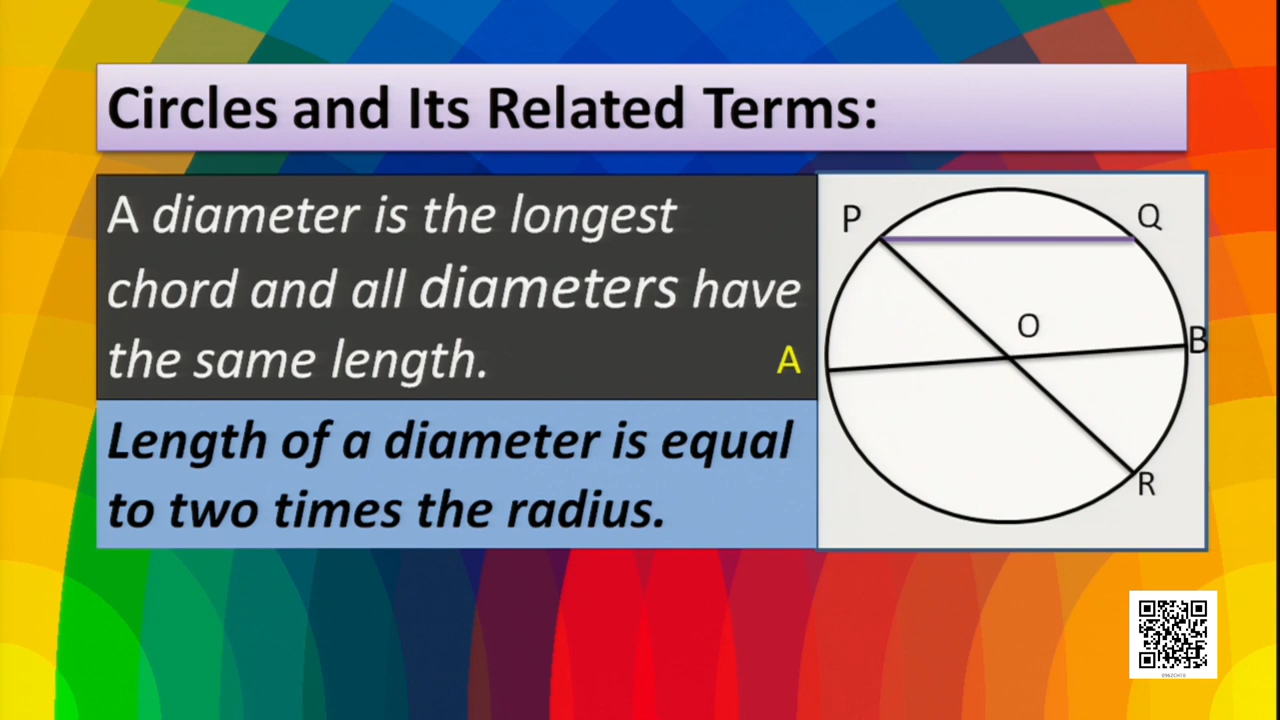 Circles and Its Related Terms:
A diameter is the longest
chord and all diameters have
the same length.
A
Length of a diameter is equal
to two times the radius.
P
Q
O
B
R